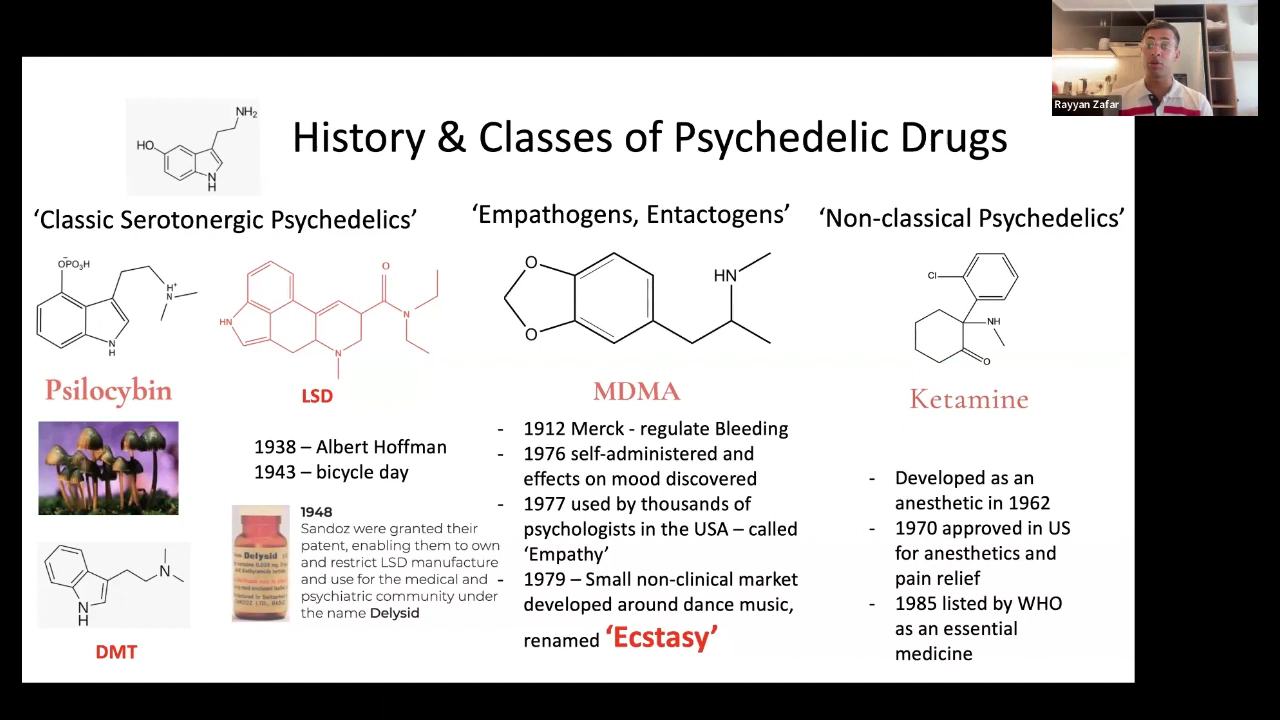 Rayyan Zafar
NH₂
HO
N
H
History & Classes of Psychedelic Drugs
‘Classic Serotonergic Psychedelics’
OPO₃H
H⁺
N
N
H
Psilocybin
O
HN
N
N
LSD
1938 – Albert Hoffman
1943 – bicycle day
Delysid
1948
Sandoz were granted their
patent, enabling them to own
and restrict LSD manufacture
and use for the medical and
psychiatric community under
the name Delysid
N
N
H
DMT
‘Empathogens, Entactogens’
O
O
HN
MDMA
- 1912 Merck - regulate Bleeding
- 1976 self-administered and
effects on mood discovered
- 1977 used by thousands of
psychologists in the USA – called
‘Empathy’
- 1979 – Small non-clinical market
developed around dance music,
renamed ‘Ecstasy’
‘Non-classical Psychedelics’
Cl
NH
O
Ketamine
- Developed as an
anesthetic in 1962
- 1970 approved in US
for anesthetics and
pain relief
- 1985 listed by WHO
as an essential
medicine